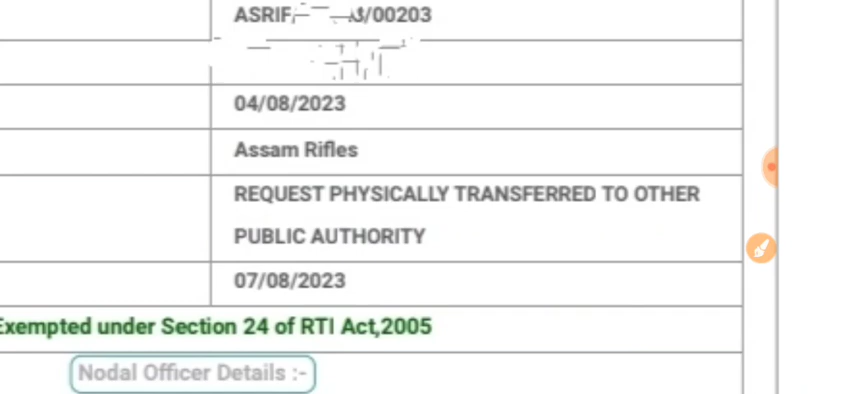 /00203
04/08/2023
Assam Rifles
REQUEST PHYSICALLY TRANSFERRED TO OTHER
PUBLIC AUTHORITY
07/08/2023
Exempted under Section 24 of RTI Act,2005
Nodal Officer Details :-